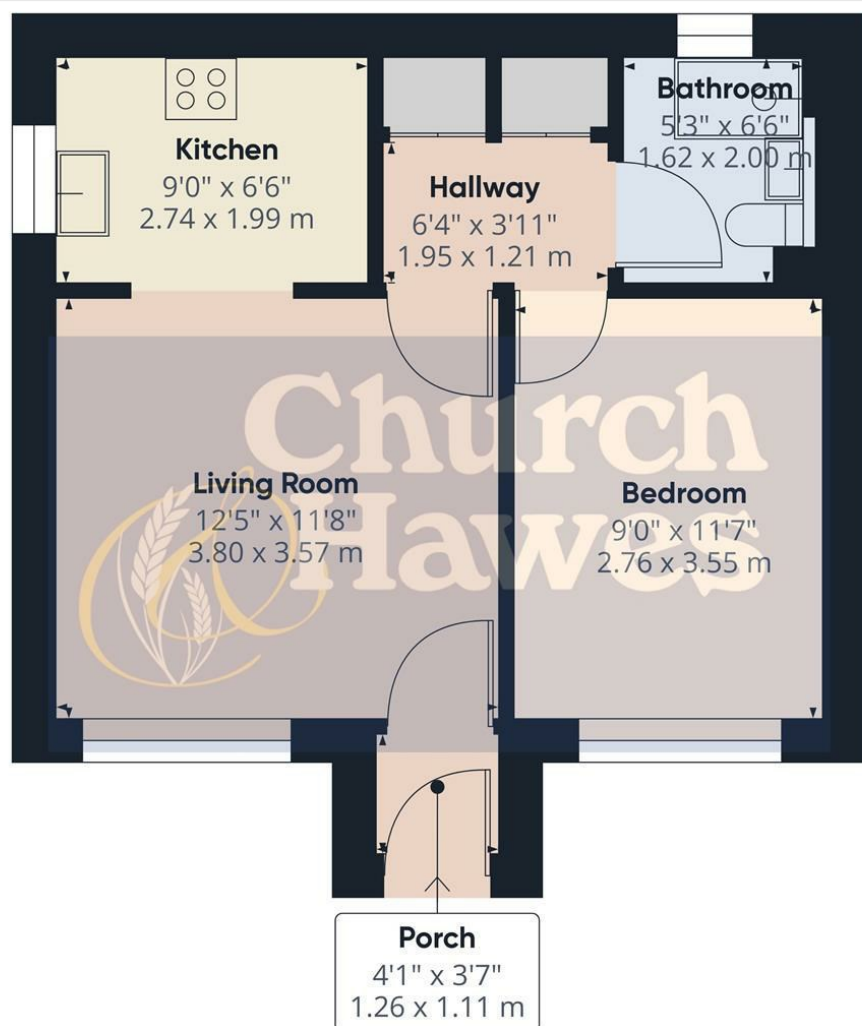 Kitchen
9'0" x 6'6"
2.74 x 1.99 m
Hallway
6'4" x 3'11"
1.95 x 1.21 m
Bathroom
5'3" x 6'6"
1.62 x 2.00 m
Church
& Hawes
Living Room
12'5" x 11'8"
3.80 x 3.57 m
Bedroom
9'0" x 11'7"
2.76 x 3.55 m
Porch
4'1" x 3'7"
1.26 x 1.11 m